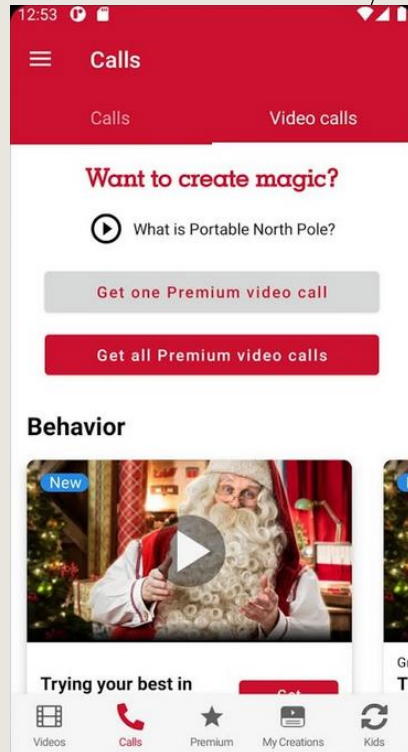 12:53
Calls
Calls Video calls
Want to create magic?
What is Portable North Pole?
Get one Premium video call
Get all Premium video calls
Behavior
New
Trying your best in
Videos Calls Premium My Creations Kids